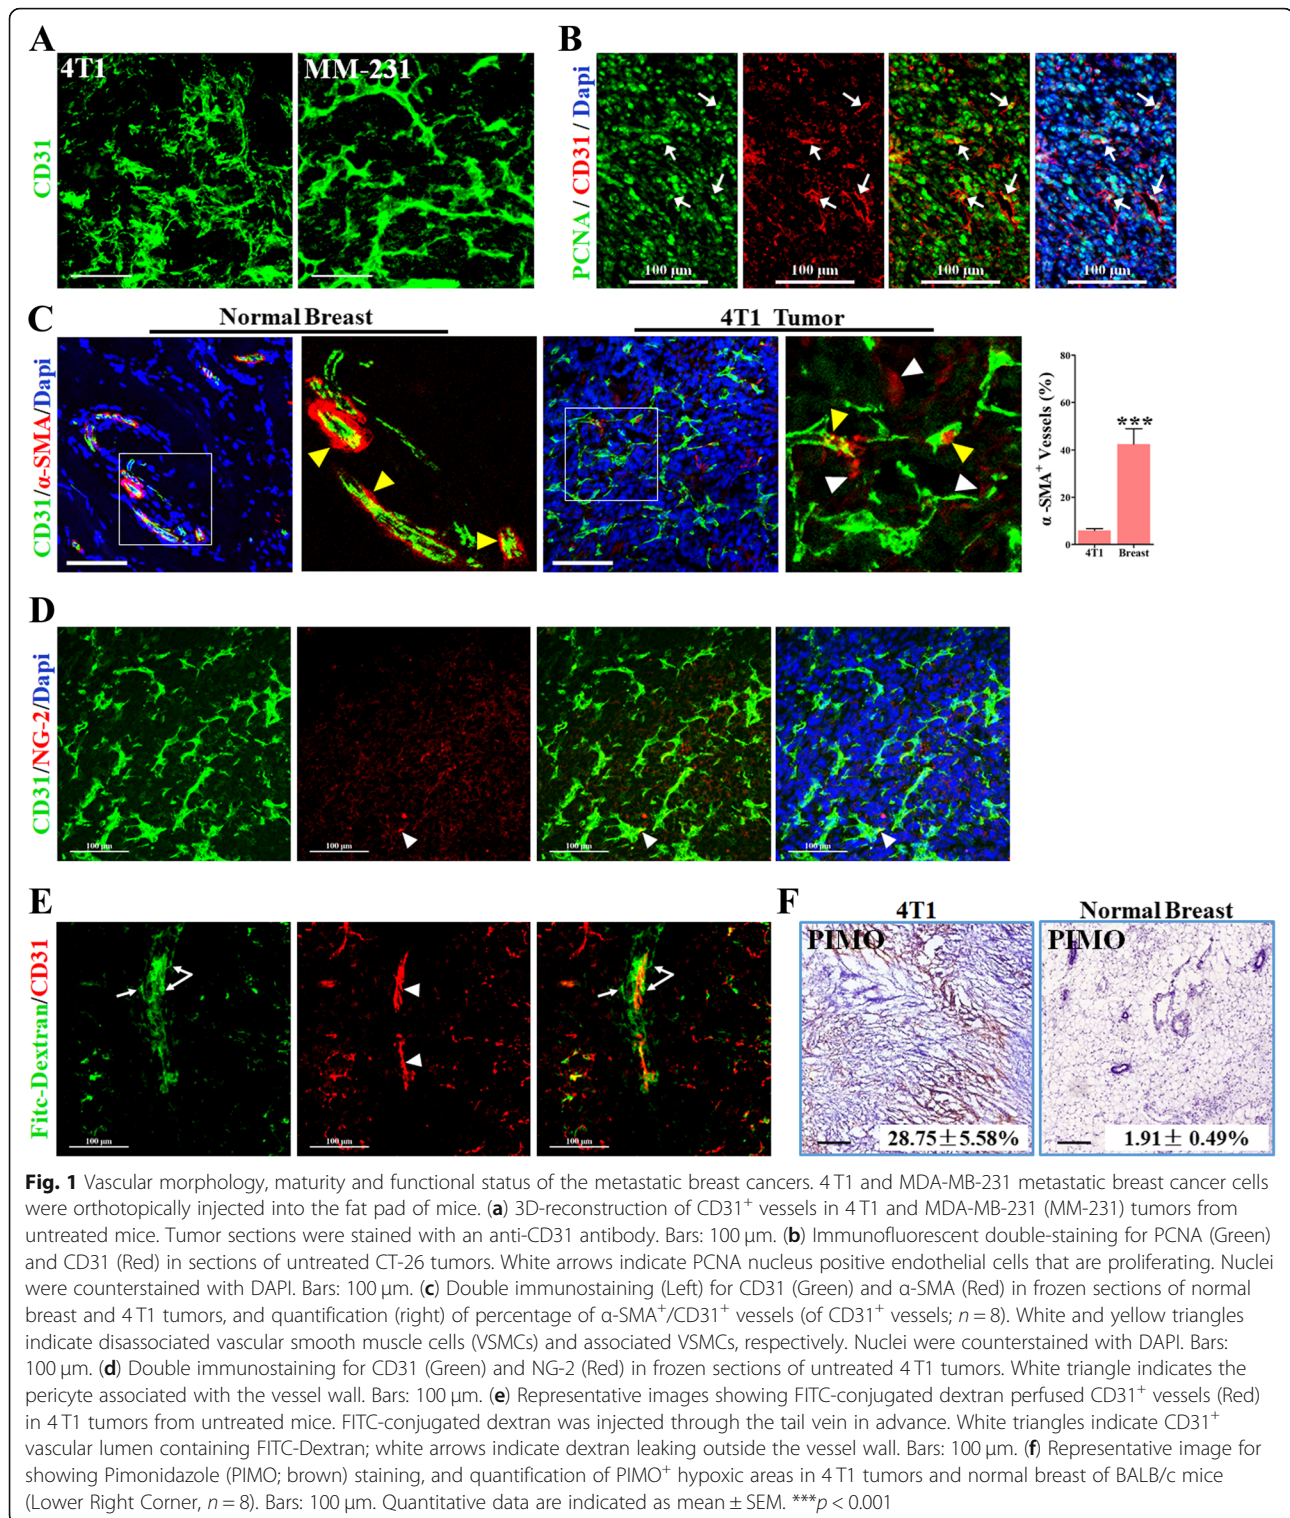 A
B
4T1
MM-231
CD31
PCNA / CD31 / Dapi
100 μm
100 μm
100 μm
100 μm
C
Normal Breast
4T1 Tumor
CD31/α-SMA/Dapi
α -SMA⁺ Vessels (%)
80
60
40
20
0
***
4T1
Breast
D
CD31/NG-2/Dapi
100 μm
100 μm
100 μm
100 μm
E
F
4T1
Normal Breast
Fitc-Dextran/CD31
PIMO
PIMO
100 μm
100 μm
100 μm
28.75 ± 5.58%
1.91 ± 0.49%
Fig. 1 Vascular morphology, maturity and functional status of the metastatic breast cancers. 4 T1 and MDA-MB-231 metastatic breast cancer cells
were orthotopically injected into the fat pad of mice. (a) 3D-reconstruction of CD31⁺ vessels in 4 T1 and MDA-MB-231 (MM-231) tumors from
untreated mice. Tumor sections were stained with an anti-CD31 antibody. Bars: 100 μm. (b) Immunofluorescent double-staining for PCNA (Green)
and CD31 (Red) in sections of untreated CT-26 tumors. White arrows indicate PCNA nucleus positive endothelial cells that are proliferating. Nuclei
were counterstained with DAPI. Bars: 100 μm. (c) Double immunostaining (Left) for CD31 (Green) and α-SMA (Red) in frozen sections of normal
breast and 4 T1 tumors, and quantification (right) of percentage of α-SMA⁺/CD31⁺ vessels (of CD31⁺ vessels; n = 8). White and yellow triangles
indicate disassociated vascular smooth muscle cells (VSMCs) and associated VSMCs, respectively. Nuclei were counterstained with DAPI. Bars:
100 μm. (d) Double immunostaining for CD31 (Green) and NG-2 (Red) in frozen sections of untreated 4 T1 tumors. White triangle indicates the
pericyte associated with the vessel wall. Bars: 100 μm. (e) Representative images showing FITC-conjugated dextran perfused CD31⁺ vessels (Red)
in 4 T1 tumors from untreated mice. FITC-conjugated dextran was injected through the tail vein in advance. White triangles indicate CD31⁺
vascular lumen containing FITC-Dextran; white arrows indicate dextran leaking outside the vessel wall. Bars: 100 μm. (f) Representative image for
showing Pimonidazole (PIMO; brown) staining, and quantification of PIMO⁺ hypoxic areas in 4 T1 tumors and normal breast of BALB/c mice
(Lower Right Corner, n = 8). Bars: 100 μm. Quantitative data are indicated as mean ± SEM. ***p < 0.001